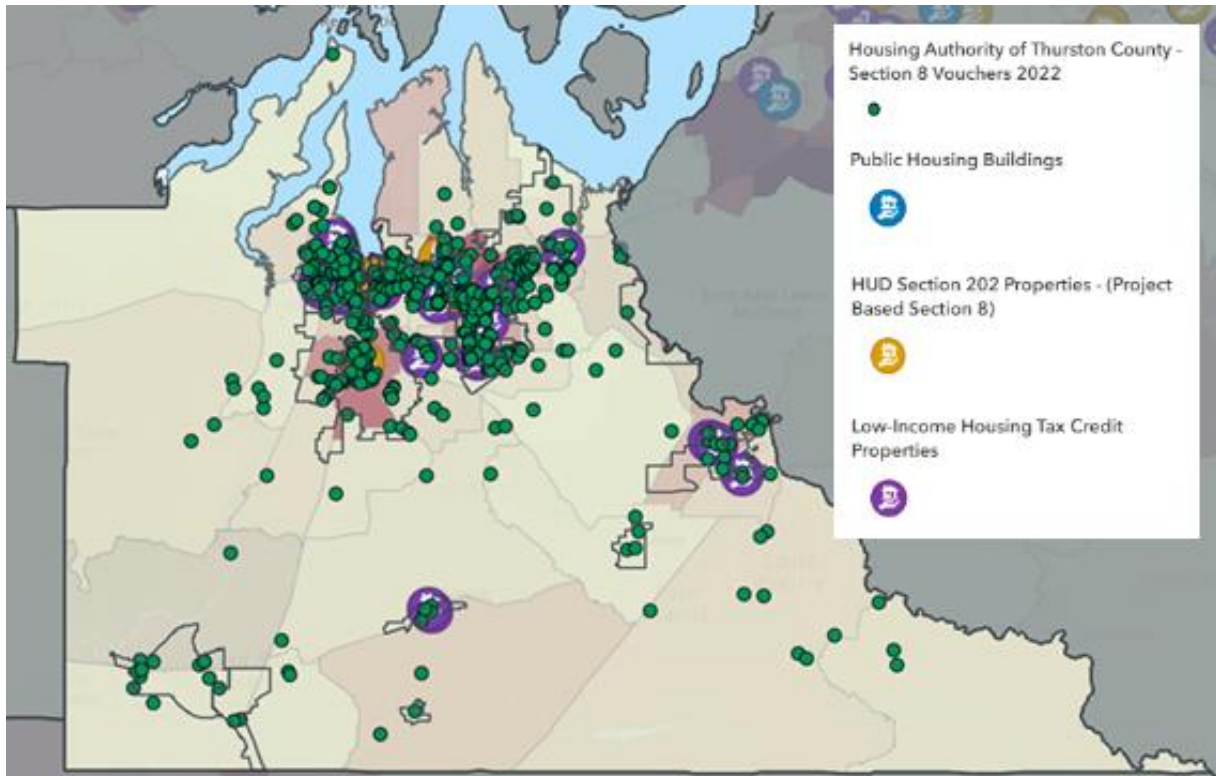 Housing Authority of Thurston County -
Section 8 Vouchers 2022
Public Housing Buildings
HUD Section 202 Properties - (Project
Based Section 8)
Low-Income Housing Tax Credit
Properties